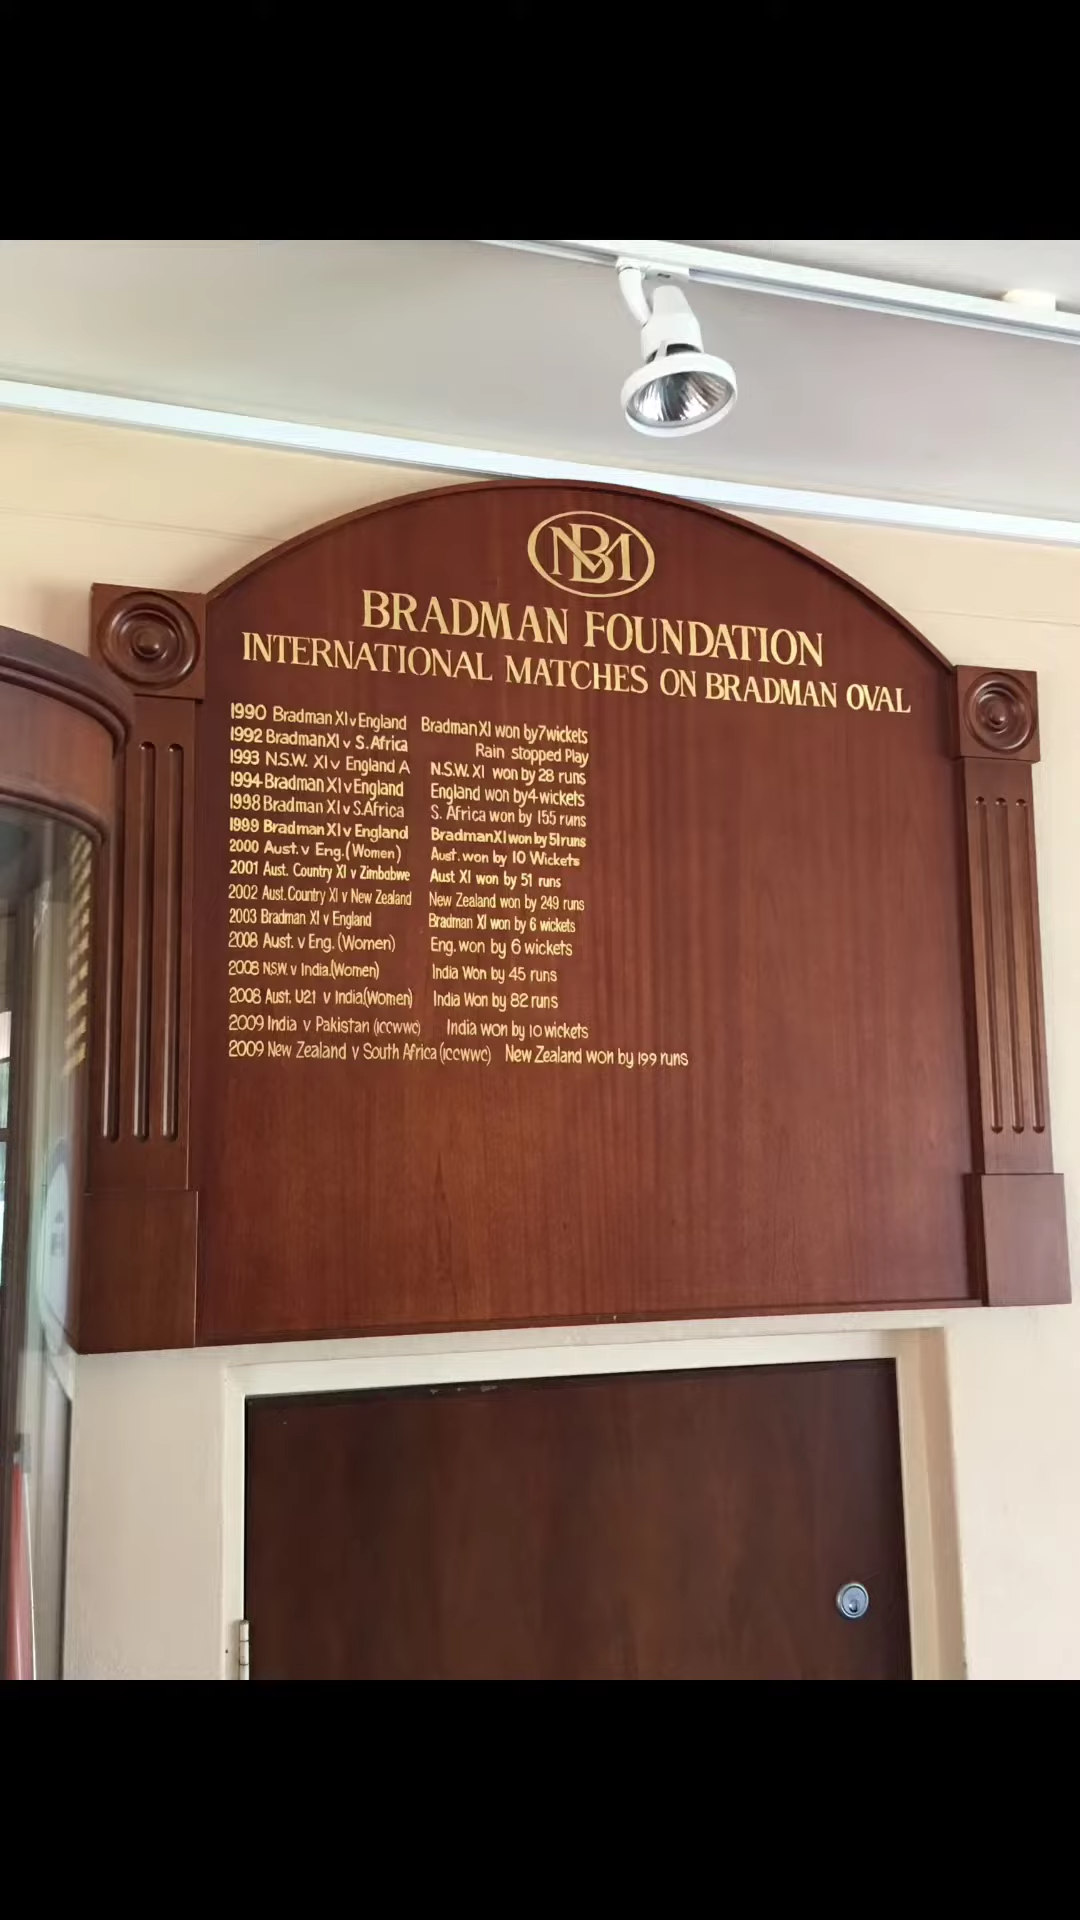 BM
BRADMAN FOUNDATION
INTERNATIONAL MATCHES ON BRADMAN OVAL
1990 Bradman XI v England Bradman XI won by 7 wickets
1992 Bradman XI v S. Africa Rain stopped Play
1993 N.S.W. XI v England A N.S.W. XI won by 28 runs
1994 Bradman XI v England England won by 4 wickets
1998 Bradman XI v S.Africa S. Africa won by 155 runs
1999 Bradman XI v England Bradman XI won by 51 runs
2000 Aust. v Eng. (Women) Aust. won by 10 Wickets
2001 Aust. Country XI v Zimbabwe Aust XI won by 51 runs
2002 Aust. Country XI v New Zealand New Zealand won by 249 runs
2003 Bradman XI v England Bradman XI won by 6 wickets
2008 Aust. v Eng. (Women) Eng. won by 6 wickets
2008 N.S.W. v India.(Women) India Won by 45 runs
2008 Aust. U21 v India(Women) India Won by 82 runs
2009 India v Pakistan (ICCWWC) India won by 10 wickets
2009 New Zealand v South Africa (ICCWWC) New Zealand won by 199 runs